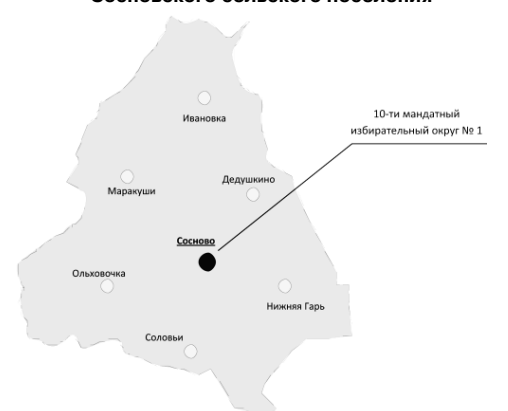 Сосновского сельского поселения
Ивановка
10-ти мандатный
избирательный округ № 1
Дедушкино
Маракуши
Сосново
Ольховочка
Нижняя Гарь
Соловьи